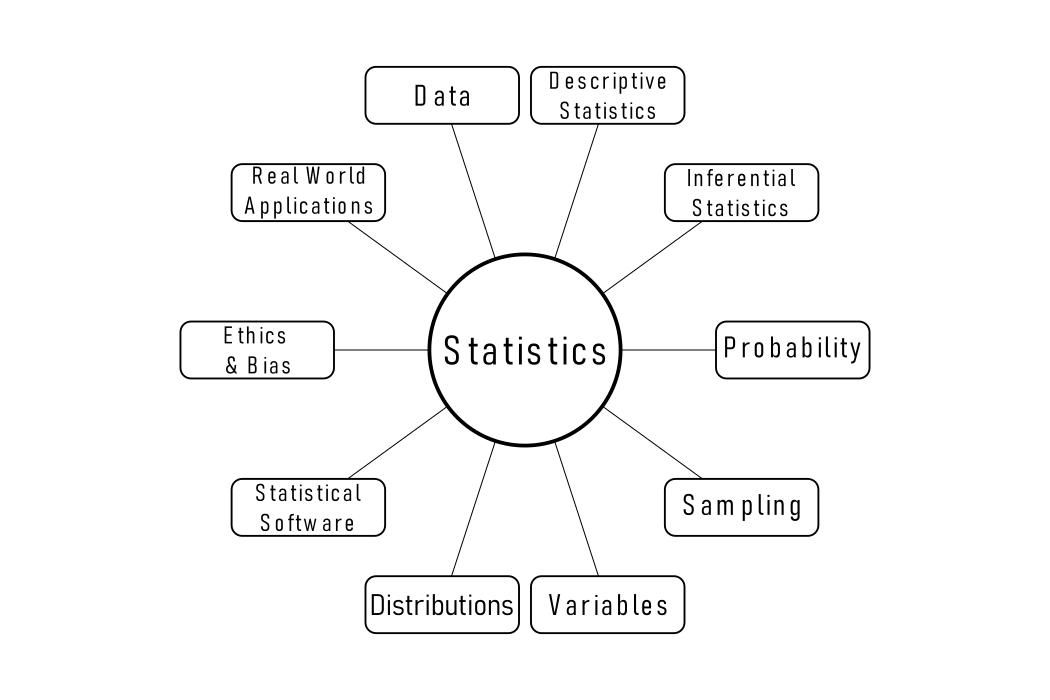 Data
Descriptive
Statistics
Real World
Applications
Inferential
Statistics
Ethics
& Bias
Statistics
Probability
Statistical
Software
Sampling
Distributions
Variables